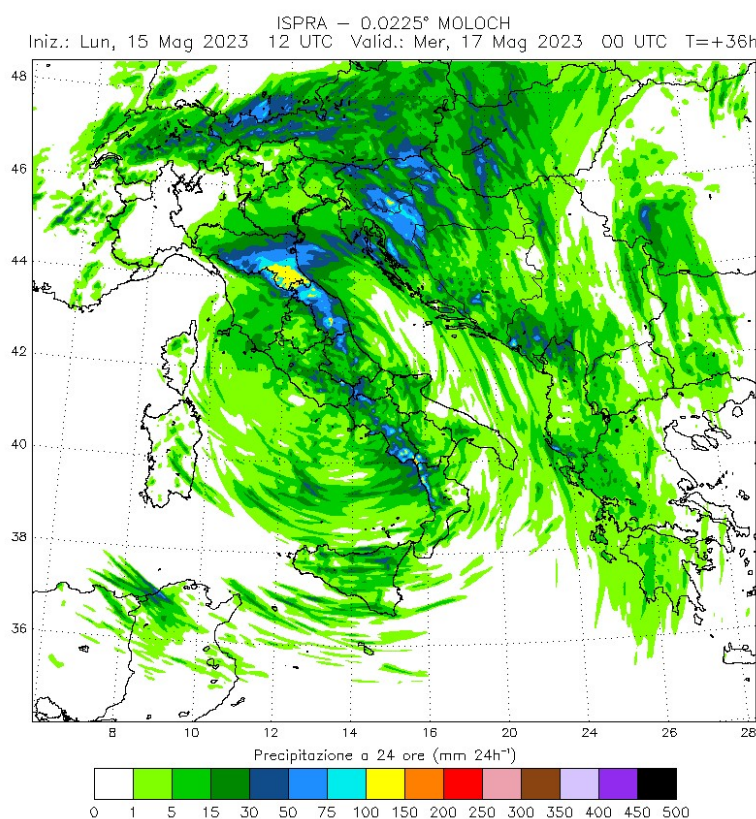 ISPRA – 0.0225° MOLOCH
Iniz.: Lun, 15 Mag 2023 12 UTC Valid.: Mer, 17 Mag 2023 00 UTC T=+36h
48
46
44
42
40
38
36
8 10 12 14 16 18 20 22 24 26 28
Precipitazione a 24 ore (mm 24h⁻¹)
0 1 5 15 30 50 75 100 150 200 250 300 350 400 450 500